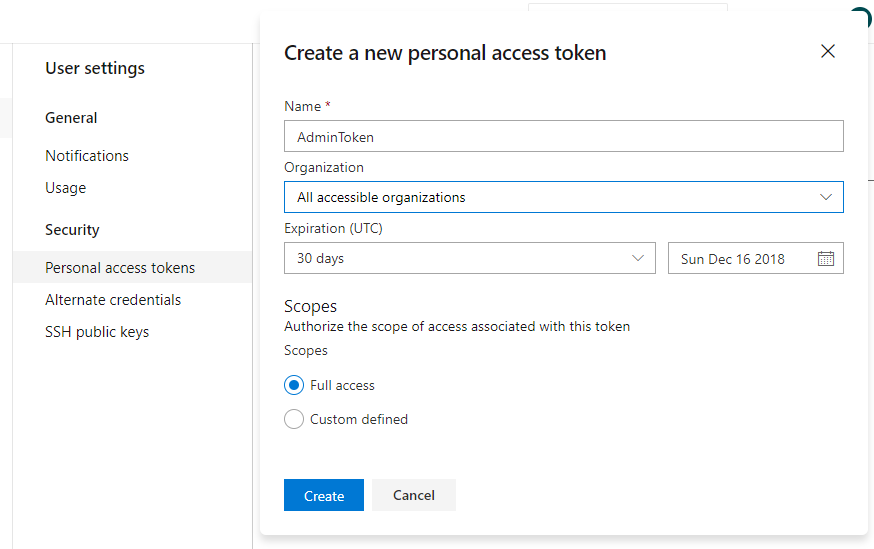 User settings
General
Notifications
Usage
Security
Personal access tokens
Alternate credentials
SSH public keys
Create a new personal access token
Name *
AdminToken
Organization
All accessible organizations
Expiration (UTC)
30 days
Sun Dec 16 2018
Scopes
Authorize the scope of access associated with this token
Scopes
Full access
Custom defined
Create
Cancel